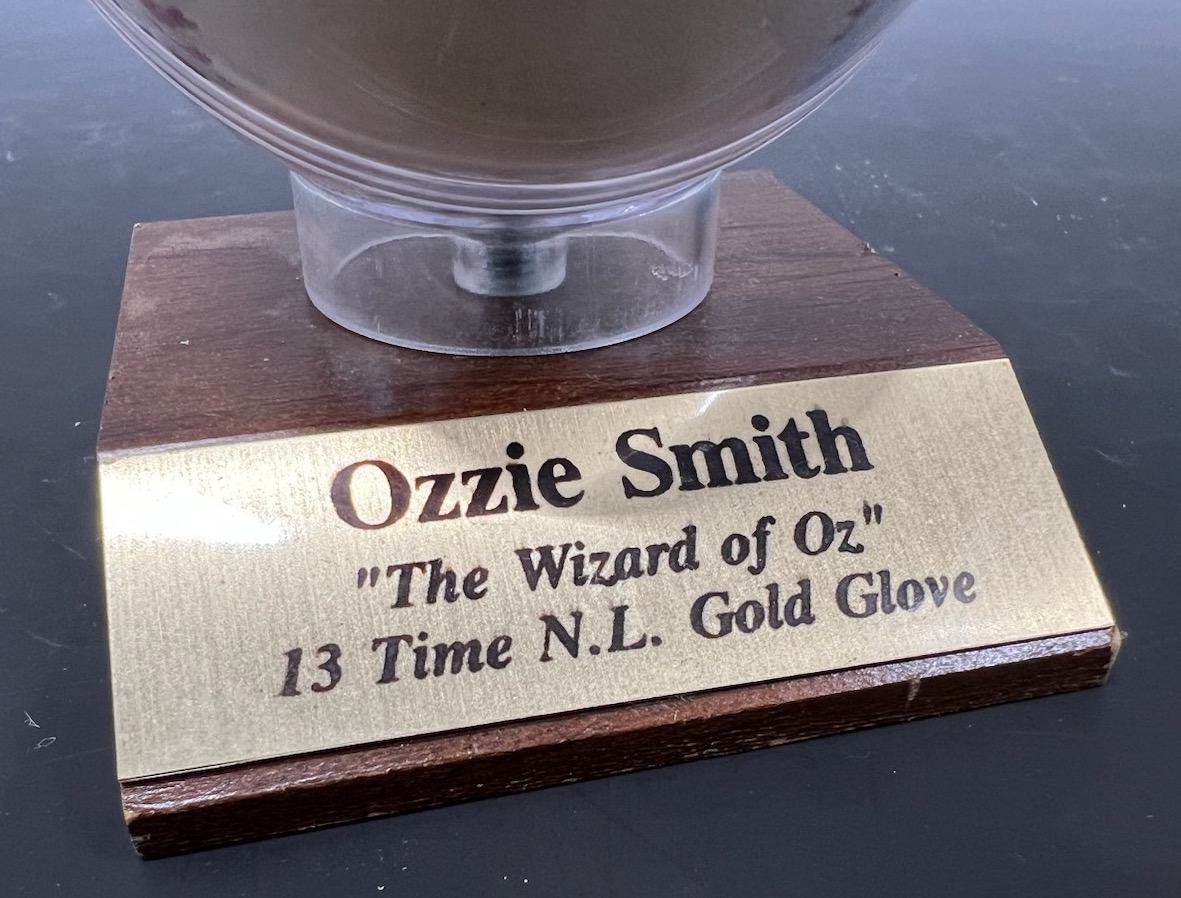 Ozzie Smith
"The Wizard of Oz"
13 Time N.L. Gold Glove